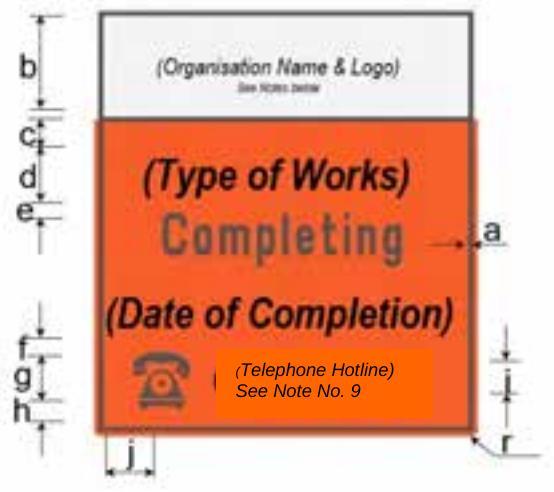 (Organisation Name & Logo)
See Notes below
(Type of Works)
Completing
(Date of Completion)
(Telephone Hotline)
See Note No. 9
b
c
d
e
f
g
h
a
i
j
r